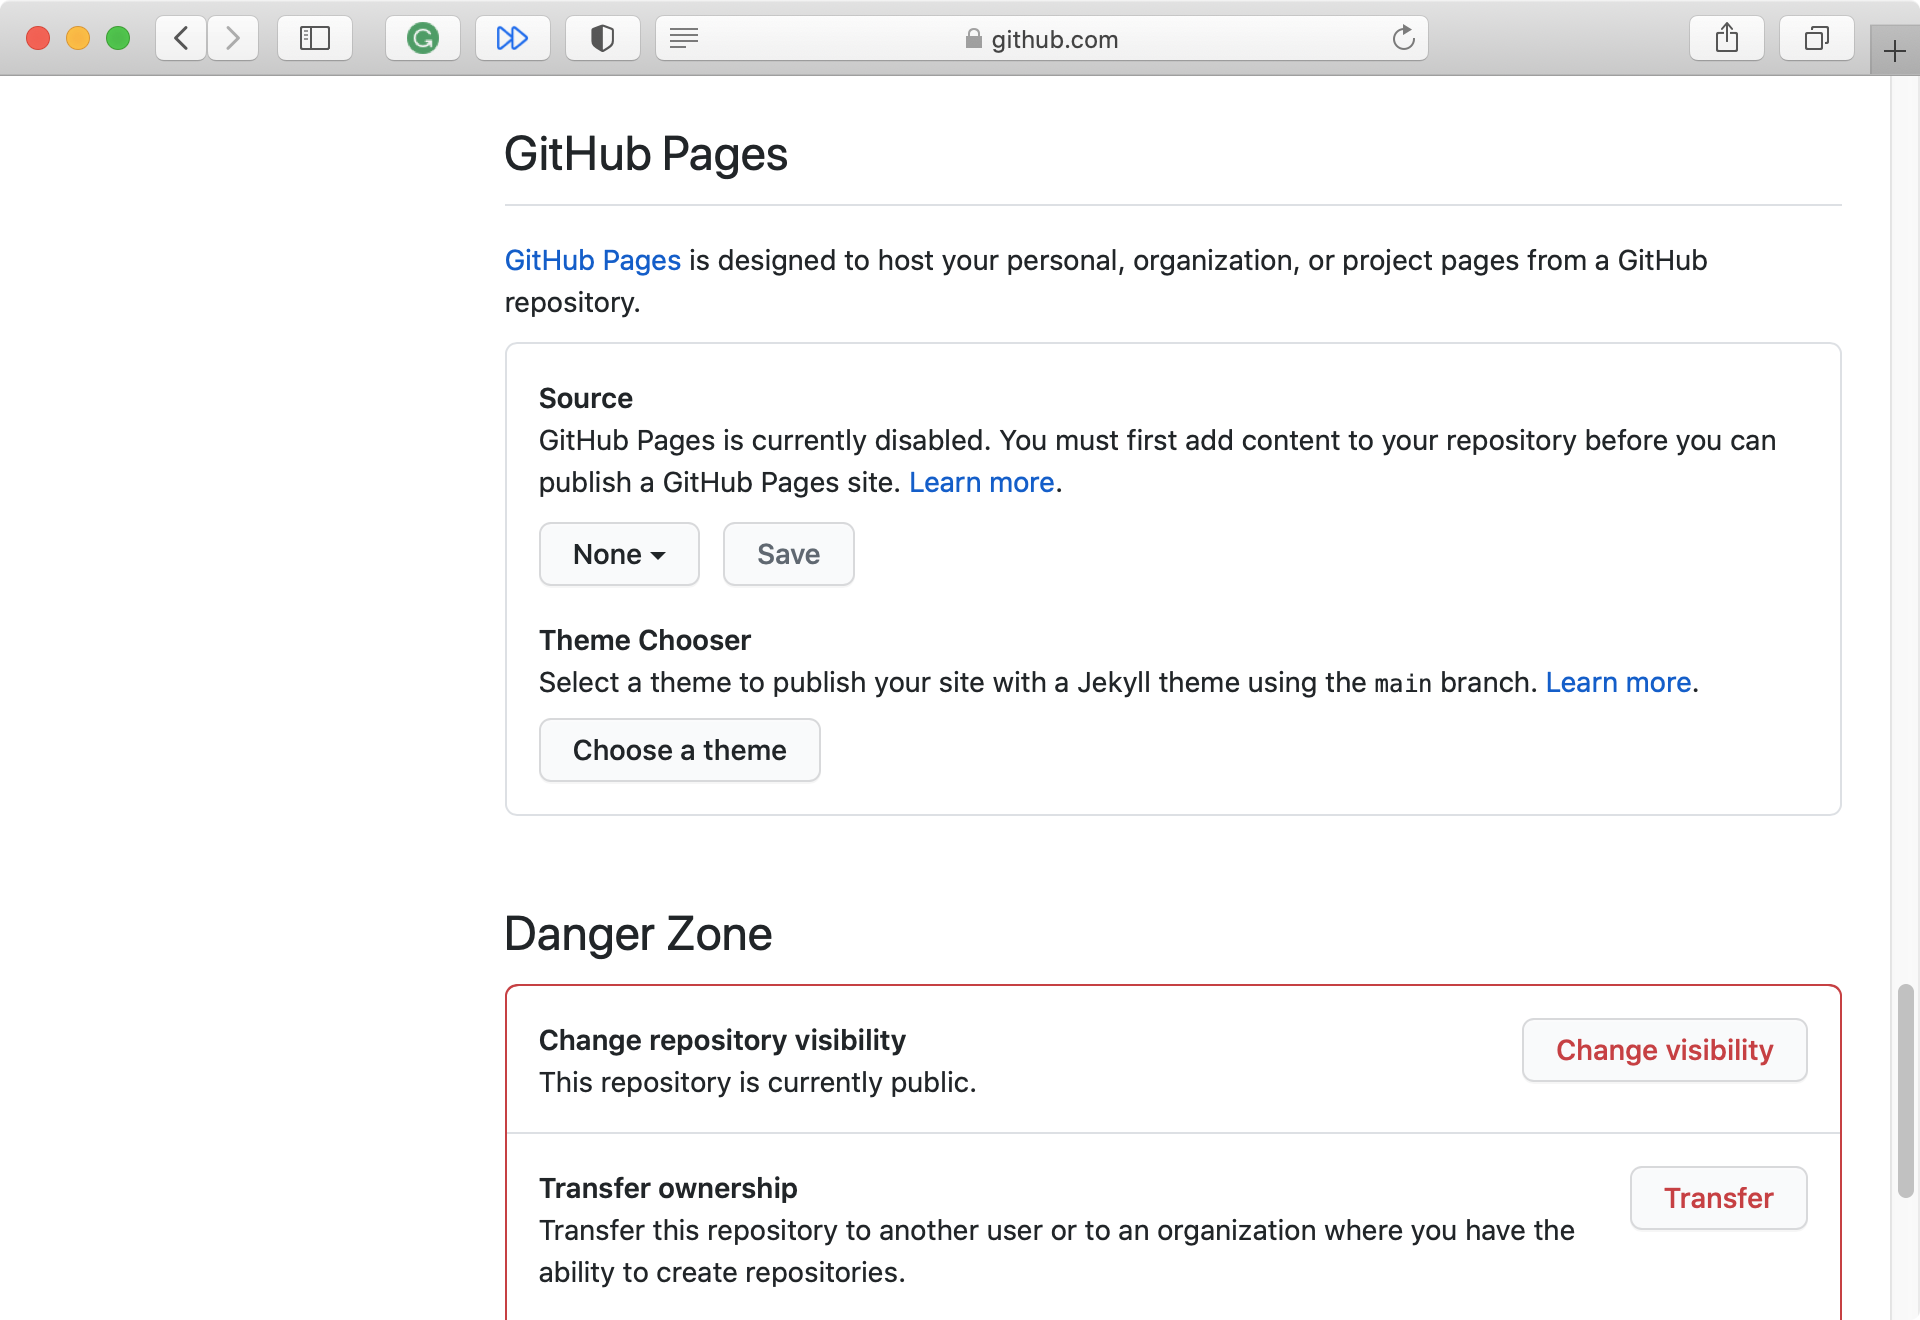 github.com
GitHub Pages
GitHub Pages is designed to host your personal, organization, or project pages from a GitHub
repository.
Source
GitHub Pages is currently disabled. You must first add content to your repository before you can
publish a GitHub Pages site. Learn more.
None Save
Theme Chooser
Select a theme to publish your site with a Jekyll theme using the main branch. Learn more.
Choose a theme
Danger Zone
Change repository visibility
Change visibility
This repository is currently public.
Transfer ownership
Transfer
Transfer this repository to another user or to an organization where you have the
ability to create repositories.